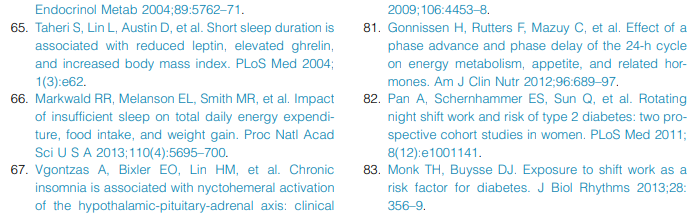 Endocrinol Metab 2004;89:5762–71.
65. Taheri S, Lin L, Austin D, et al. Short sleep duration is
associated with reduced leptin, elevated ghrelin,
and increased body mass index. PLoS Med 2004;
1(3):e62.
66. Markwald RR, Melanson EL, Smith MR, et al. Impact
of insufficient sleep on total daily energy expendi-
ture, food intake, and weight gain. Proc Natl Acad
Sci U S A 2013;110(4):5695–700.
67. Vgontzas A, Bixler EO, Lin HM, et al. Chronic
insomnia is associated with nyctohemeral activation
of the hypothalamic-pituitary-adrenal axis: clinical
2009;106:4453–8.
81. Gonnissen H, Rutters F, Mazuy C, et al. Effect of a
phase advance and phase delay of the 24-h cycle
on energy metabolism, appetite, and related hor-
mones. Am J Clin Nutr 2012;96:689–97.
82. Pan A, Schernhammer ES, Sun Q, et al. Rotating
night shift work and risk of type 2 diabetes: two pro-
spective cohort studies in women. PLoS Med 2011;
8(12):e1001141.
83. Monk TH, Buysse DJ. Exposure to shift work as a
risk factor for diabetes. J Biol Rhythms 2013;28:
356–9.